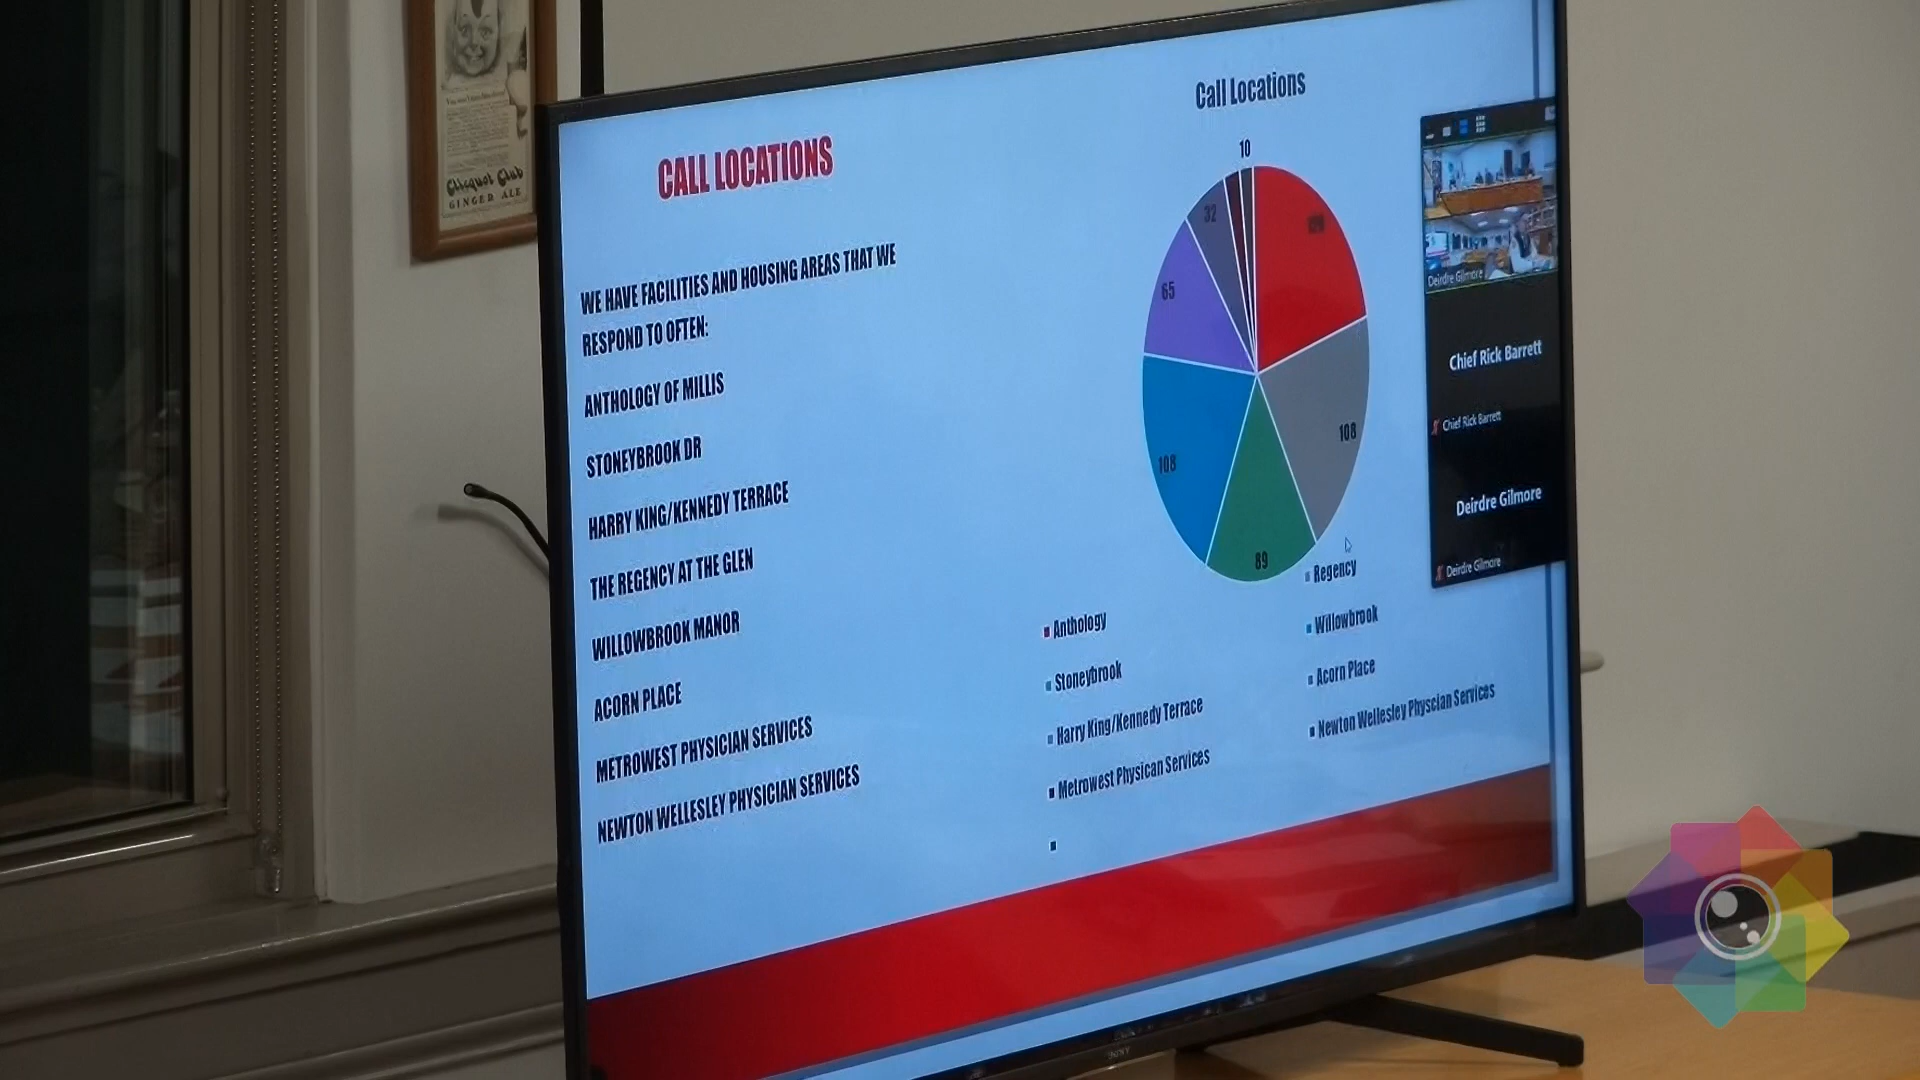 Clicquot Club
GINGER ALE
CALL LOCATIONS
WE HAVE FACILITIES AND HOUSING AREAS THAT WE
RESPOND TO OFTEN:
ANTHOLOGY OF MILLIS
STONEYBROOK DR
HARRY KING/KENNEDY TERRACE
THE REGENCY AT THE GLEN
WILLOWBROOK MANOR
ACORN PLACE
METROWEST PHYSICIAN SERVICES
NEWTON WELLESLEY PHYSICIAN SERVICES
Call Locations
10
32
65
108
108
89
Anthology
Stoneybrook
Harry King/Kennedy Terrace
Metrowest Physican Services
Regency
Willowbrook
Acorn Place
Newton Wellesley Physcian Services
Deirdre Gilmore
Chief Rick Barrett
Chief Rick Barrett
Deirdre Gilmore
Deirdre Gilmore
SONY